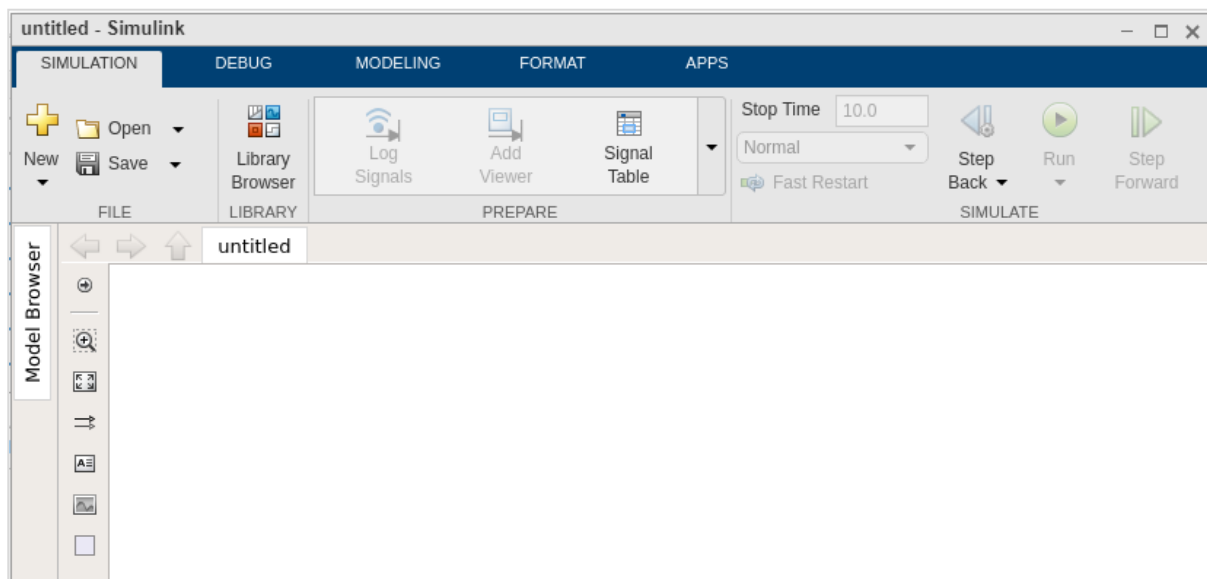 untitled - Simulink
SIMULATION DEBUG MODELING FORMAT APPS
New
Open
Save
FILE
Library
Browser
LIBRARY
Log
Signals
Add
Viewer
Signal
Table
PREPARE
Stop Time 10.0
Normal
Fast Restart
Step
Back
Run
Step
Forward
SIMULATE
Model Browser
untitled